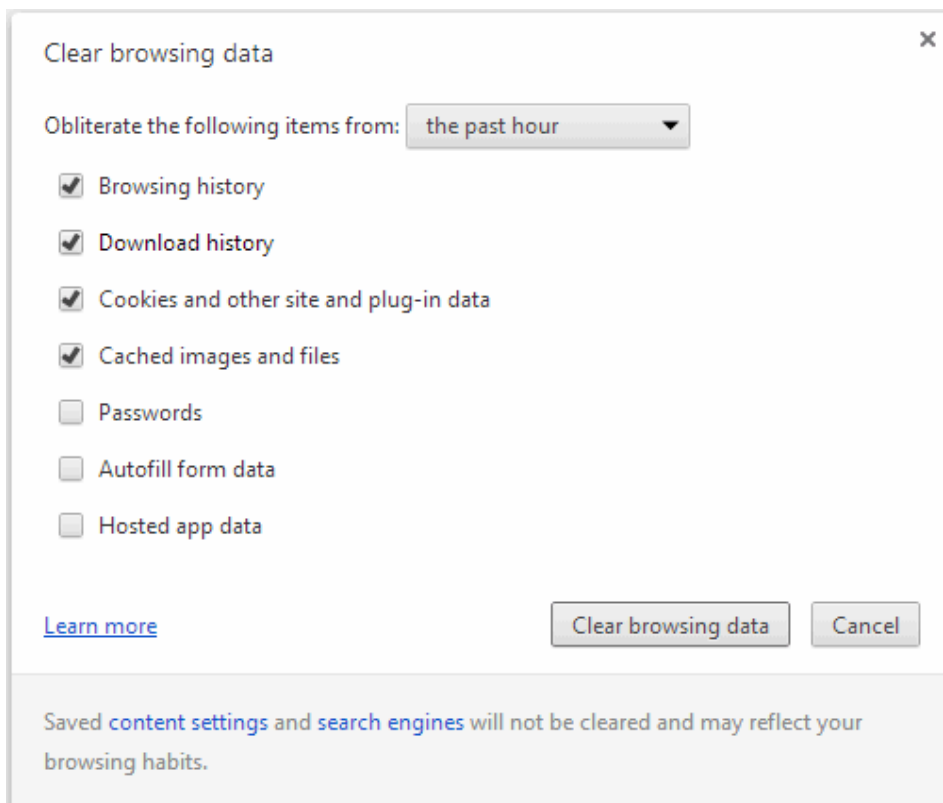 Clear browsing data
Obliterate the following items from: the past hour
Browsing history
Download history
Cookies and other site and plug-in data
Cached images and files
Passwords
Autofill form data
Hosted app data
Learn more Clear browsing data Cancel
Saved content settings and search engines will not be cleared and may reflect your
browsing habits.